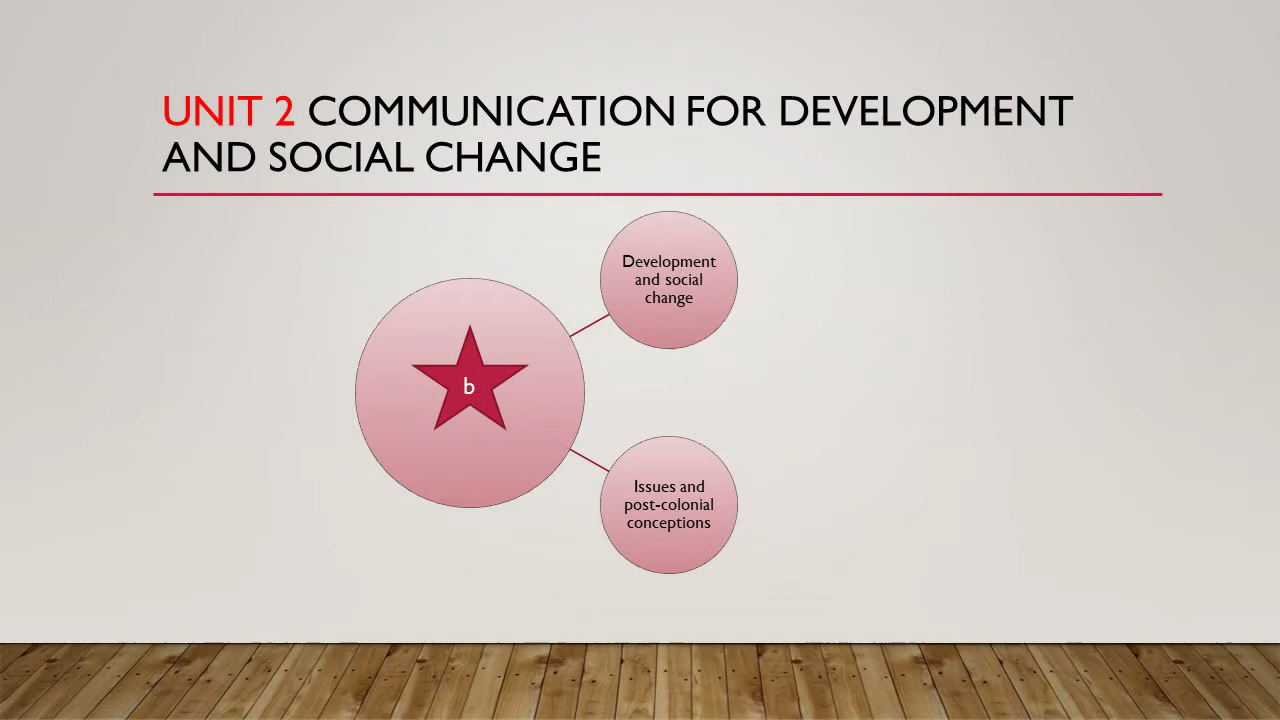 UNIT 2 COMMUNICATION FOR DEVELOPMENT
AND SOCIAL CHANGE
Development
and social
change
b
Issues and
post-colonial
conceptions